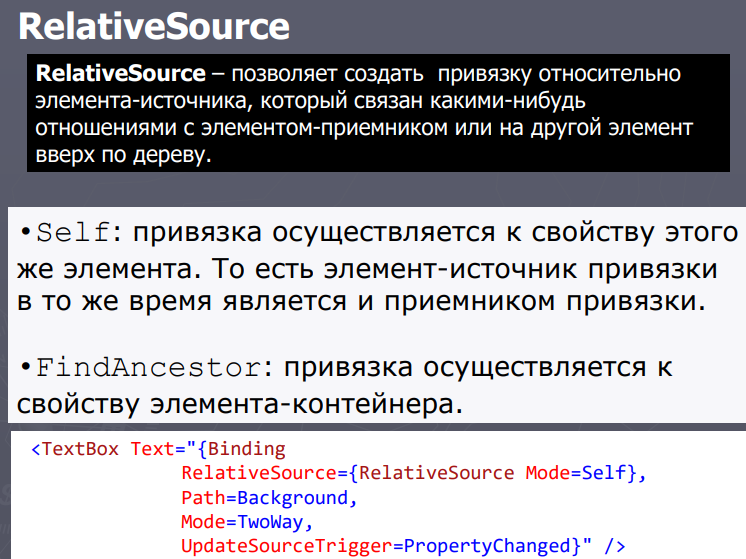 RelativeSource
RelativeSource – позволяет создать привязку относительно
элемента-источника, который связан какими-нибудь
отношениями с элементом-приемником или на другой элемент
вверх по дереву.
•Self: привязка осуществляется к свойству этого
же элемента. То есть элемент-источник привязки
в то же время является и приемником привязки.
•FindAncestor: привязка осуществляется к
свойству элемента-контейнера.
<TextBox Text="{Binding
RelativeSource={RelativeSource Mode=Self},
Path=Background,
Mode=TwoWay,
UpdateSourceTrigger=PropertyChanged}" />